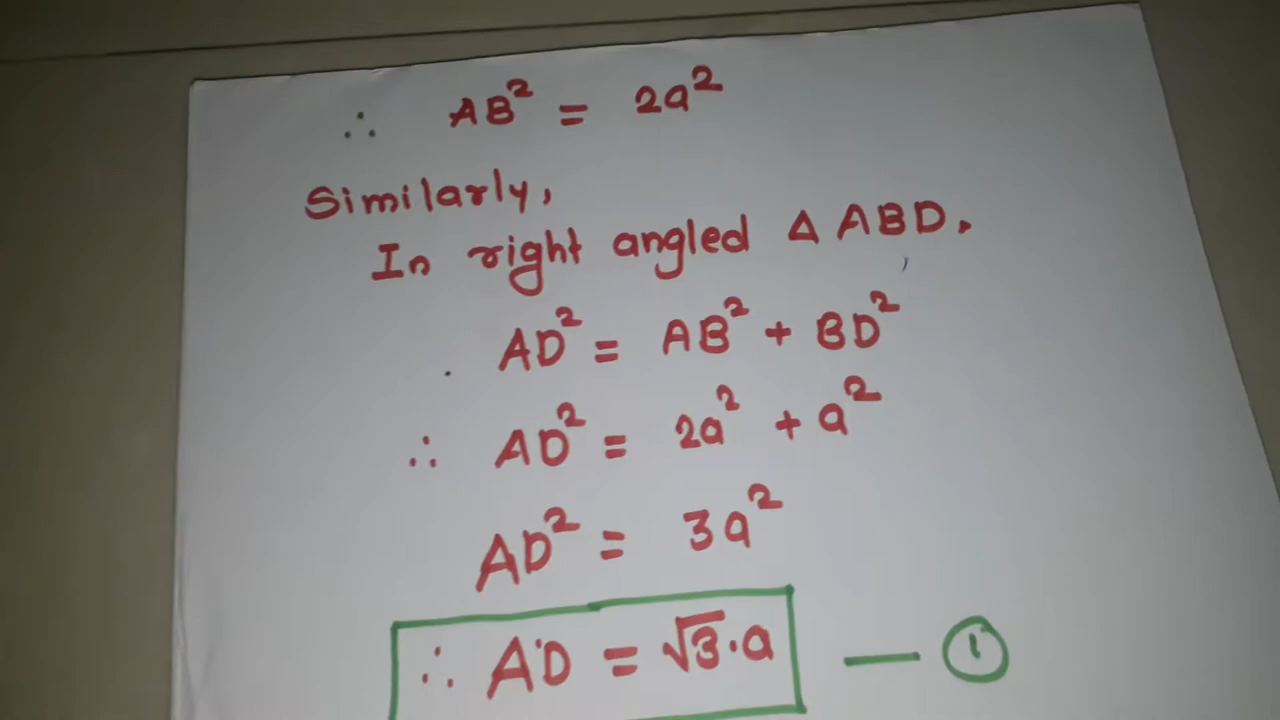 ∴ AB² = 2a²
Similarly,
In right angled Δ ABD,
AD² = AB² + BD²
∴ AD² = 2a² + a²
AD² = 3a²
∴ AD = √3·a — ①